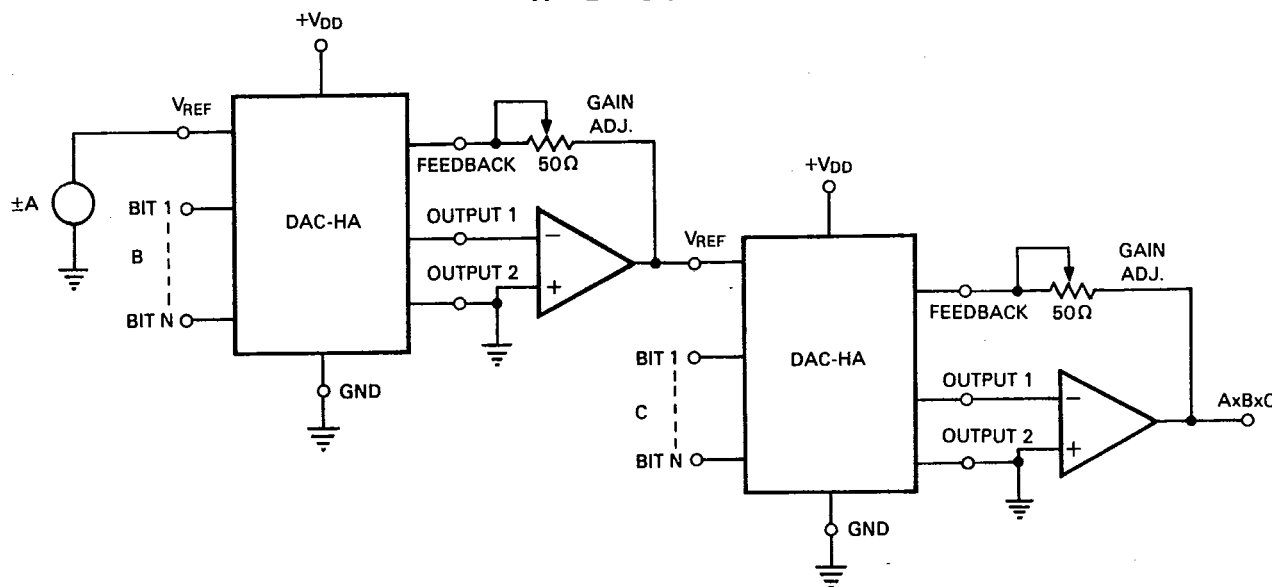 +VDD
VREF
GAIN
ADJ.
FEEDBACK
50Ω
±A
BIT 1
B
BIT N
DAC-HA
OUTPUT 1
−
OUTPUT 2
+
GND
+VDD
VREF
GAIN
ADJ.
FEEDBACK
50Ω
BIT 1
C
BIT N
DAC-HA
OUTPUT 1
−
OUTPUT 2
+
AxBxC
GND